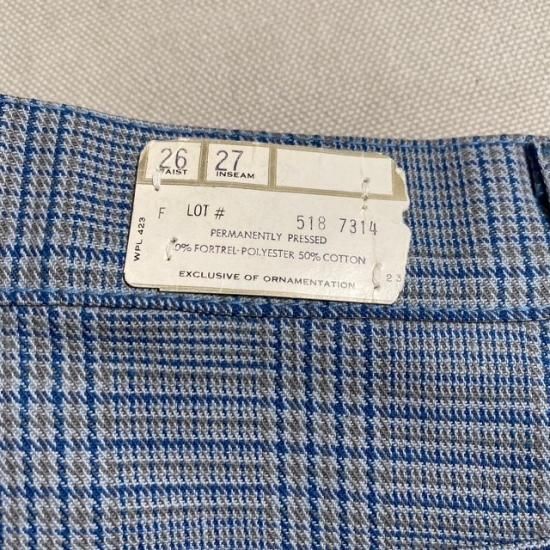 26 27
WAIST INSEAM
F LOT # 518 7314
PERMANENTLY PRESSED
0% FORTREL-POLYESTER 50% COTTON
EXCLUSIVE OF ORNAMENTATION
WPL 423
23